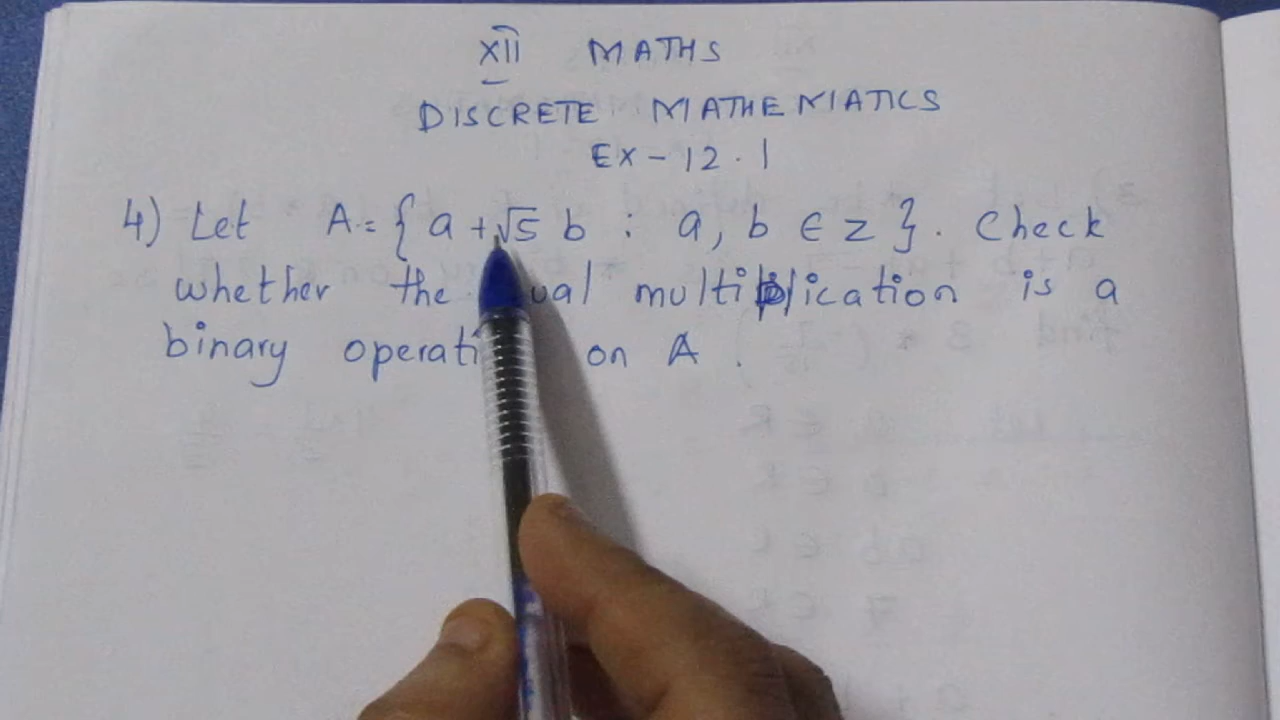 XII MATHS
DISCRETE MATHEMATICS
EX - 12.1
4) Let A = { a + √5 b : a, b ∈ z }. Check
whether the ual multiplication is a
binary operati on A.